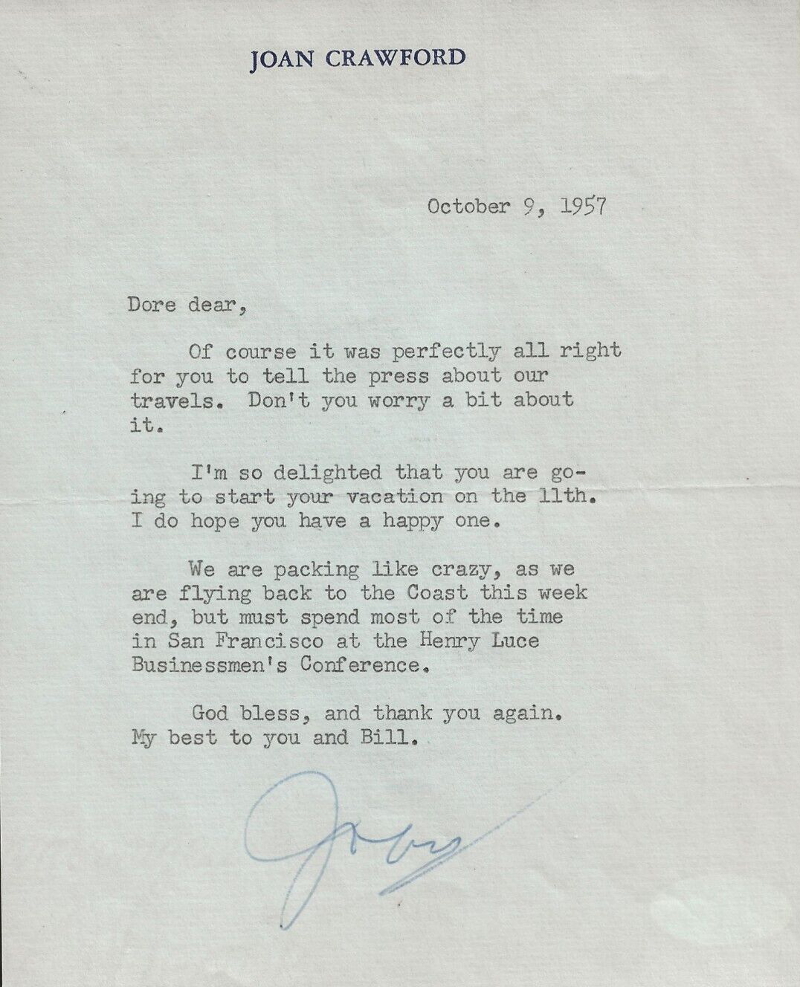 JOAN CRAWFORD
October 9, 1957
Dore dear,
Of course it was perfectly all right
for you to tell the press about our
travels. Don't you worry a bit about
it.
I'm so delighted that you are go-
ing to start your vacation on the 11th.
I do hope you have a happy one.
We are packing like crazy, as we
are flying back to the Coast this week
end, but must spend most of the time
in San Francisco at the Henry Luce
Businessmen's Conference.
God bless, and thank you again.
My best to you and Bill.
Joan